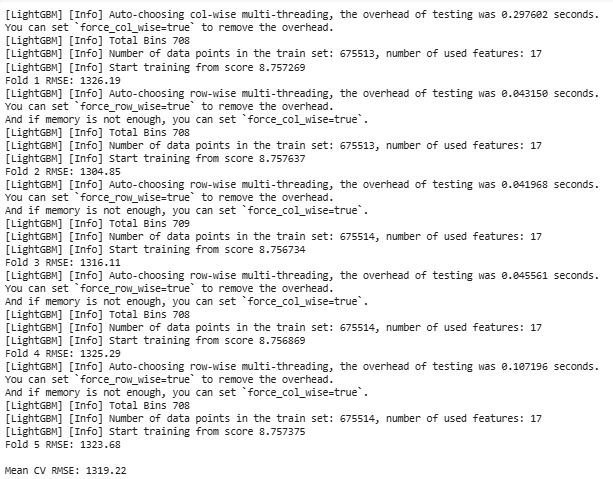 [LightGBM] [Info] Auto-choosing col-wise multi-threading, the overhead of testing was 0.297602 seconds.
You can set `force_col_wise=true` to remove the overhead.
[LightGBM] [Info] Total Bins 708
[LightGBM] [Info] Number of data points in the train set: 675513, number of used features: 17
[LightGBM] [Info] Start training from score 8.757269
Fold 1 RMSE: 1326.19
[LightGBM] [Info] Auto-choosing row-wise multi-threading, the overhead of testing was 0.043150 seconds.
You can set `force_row_wise=true` to remove the overhead.
And if memory is not enough, you can set `force_col_wise=true`.
[LightGBM] [Info] Total Bins 708
[LightGBM] [Info] Number of data points in the train set: 675513, number of used features: 17
[LightGBM] [Info] Start training from score 8.757637
Fold 2 RMSE: 1304.85
[LightGBM] [Info] Auto-choosing row-wise multi-threading, the overhead of testing was 0.041968 seconds.
You can set `force_row_wise=true` to remove the overhead.
And if memory is not enough, you can set `force_col_wise=true`.
[LightGBM] [Info] Total Bins 709
[LightGBM] [Info] Number of data points in the train set: 675514, number of used features: 17
[LightGBM] [Info] Start training from score 8.756734
Fold 3 RMSE: 1316.11
[LightGBM] [Info] Auto-choosing row-wise multi-threading, the overhead of testing was 0.045561 seconds.
You can set `force_row_wise=true` to remove the overhead.
And if memory is not enough, you can set `force_col_wise=true`.
[LightGBM] [Info] Total Bins 708
[LightGBM] [Info] Number of data points in the train set: 675514, number of used features: 17
[LightGBM] [Info] Start training from score 8.756869
Fold 4 RMSE: 1325.29
[LightGBM] [Info] Auto-choosing row-wise multi-threading, the overhead of testing was 0.107196 seconds.
You can set `force_row_wise=true` to remove the overhead.
And if memory is not enough, you can set `force_col_wise=true`.
[LightGBM] [Info] Total Bins 708
[LightGBM] [Info] Number of data points in the train set: 675514, number of used features: 17
[LightGBM] [Info] Start training from score 8.757375
Fold 5 RMSE: 1323.68
Mean CV RMSE: 1319.22